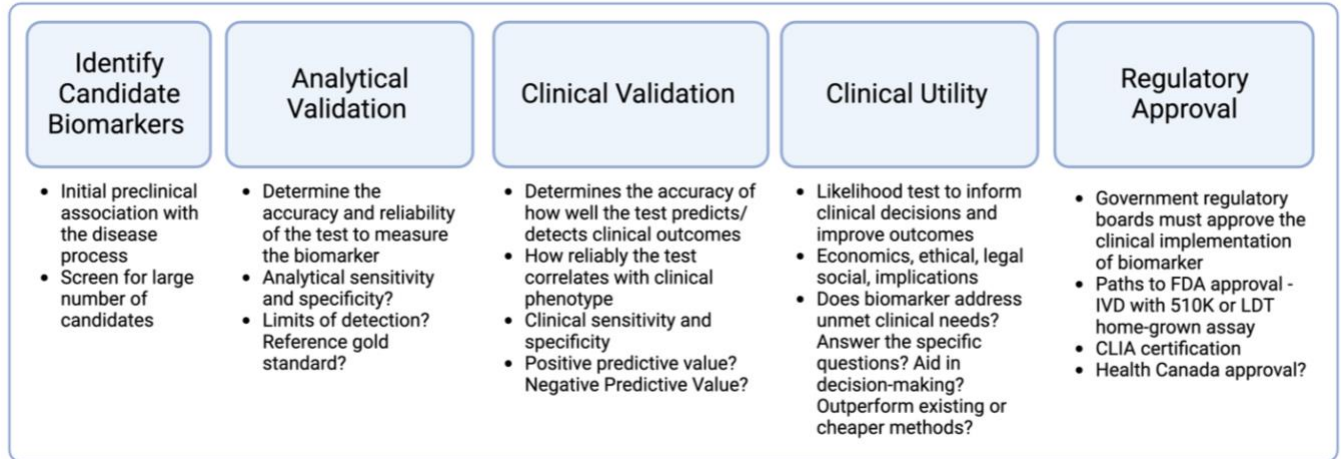 Identify
Candidate
Biomarkers
• Initial preclinical
association with
the disease
process
• Screen for large
number of
candidates
Analytical
Validation
• Determine the
accuracy and reliability
of the test to measure
the biomarker
• Analytical sensitivity
and specificity?
• Limits of detection?
Reference gold
standard?
Clinical Validation
• Determines the accuracy of
how well the test predicts/
detects clinical outcomes
• How reliably the test
correlates with clinical
phenotype
• Clinical sensitivity and
specificity
• Positive predictive value?
Negative Predictive Value?
Clinical Utility
• Likelihood test to inform
clinical decisions and
improve outcomes
• Economics, ethical, legal
social, implications
• Does biomarker address
unmet clinical needs?
Answer the specific
questions? Aid in
decision-making?
Outperform existing or
cheaper methods?
Regulatory
Approval
• Government regulatory
boards must approve the
clinical implementation
of biomarker
• Paths to FDA approval -
IVD with 510K or LDT
home-grown assay
• CLIA certification
• Health Canada approval?